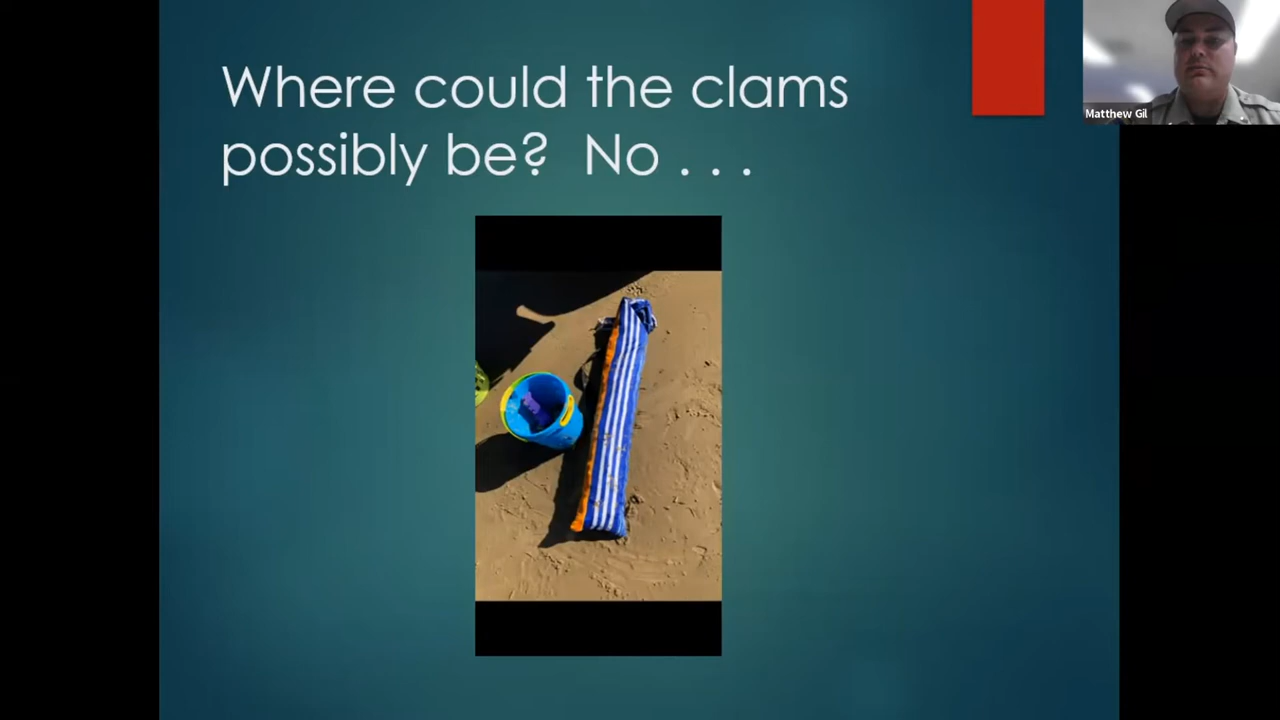 Where could the clams
possibly be?  No . . .
Matthew Gil